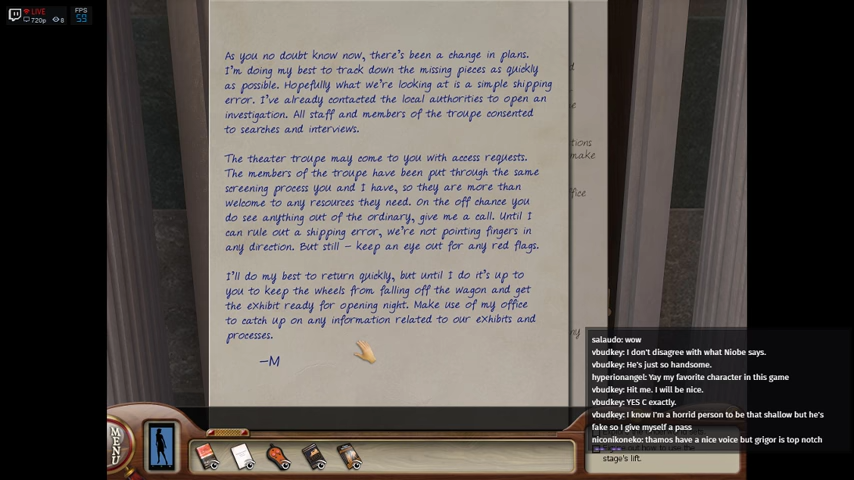 LIVE
720p
8
FPS
59
As you no doubt know now, there's been a change in plans.
I'm doing my best to track down the missing pieces as quickly
as possible. Hopefully what we're looking at is a simple shipping
error. I've already contacted the local authorities to open an
investigation. All staff and members of the troupe consented
to searches and interviews.
The theater troupe may come to you with access requests.
The members of the troupe have been put through the same
screening process you and I have, so they are more than
welcome to any resources they need. On the off chance you
do see anything out of the ordinary, give me a call. Until I
can rule out a shipping error, we're not pointing fingers in
any direction. But still – keep an eye out for any red flags.
I'll do my best to return quickly, but until I do it's up to
you to keep the wheels from falling off the wagon and get
the exhibit ready for opening night. Make use of my office
to catch up on any information related to our exhibits and
processes.
–M
tions
make
fice
ny
salaudo: wow
vbudkey: I don't disagree with what Niobe says.
vbudkey: He's just so handsome.
hyperionangel: Yay my favorite character in this game
vbudkey: Hit me. I will be nice.
vbudkey: YES C exactly.
vbudkey: I know I'm a horrid person to be that shallow but he's
fake so I give myself a pass
niconikoneko: thamos have a nice voice but grigor is top notch
out how to use the
stage's lift.
MENU